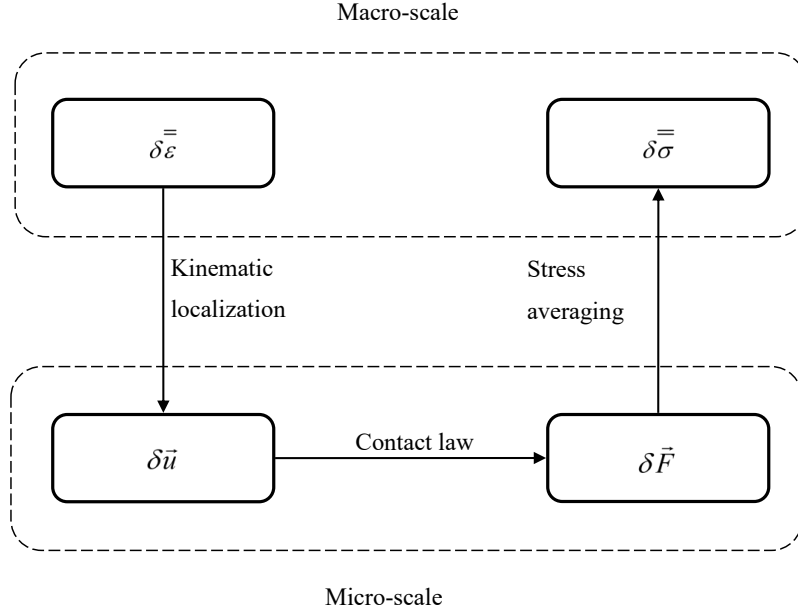 Macro-scale
δε̿
δσ̿
Kinematic
localization
Stress
averaging
δu⃗
Contact law
δF⃗
Micro-scale